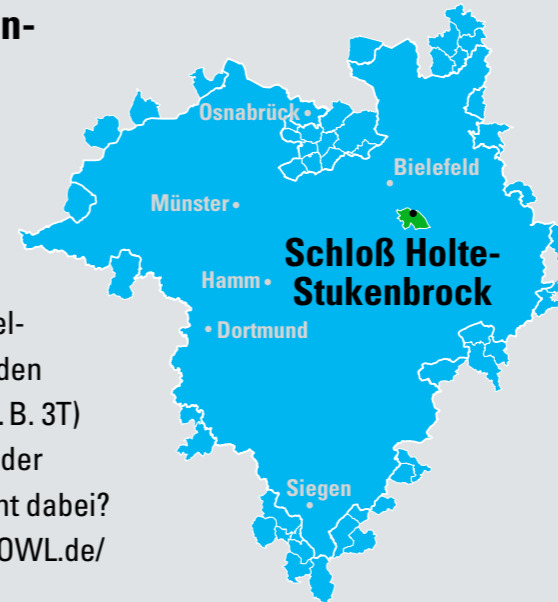 n-
Osnabrück
Bielefeld
Münster
Schloß Holte-
Stukenbrock
Hamm
Dortmund
el-
den
. B. 3T)
der
nt dabei?
Siegen
OWL.de/